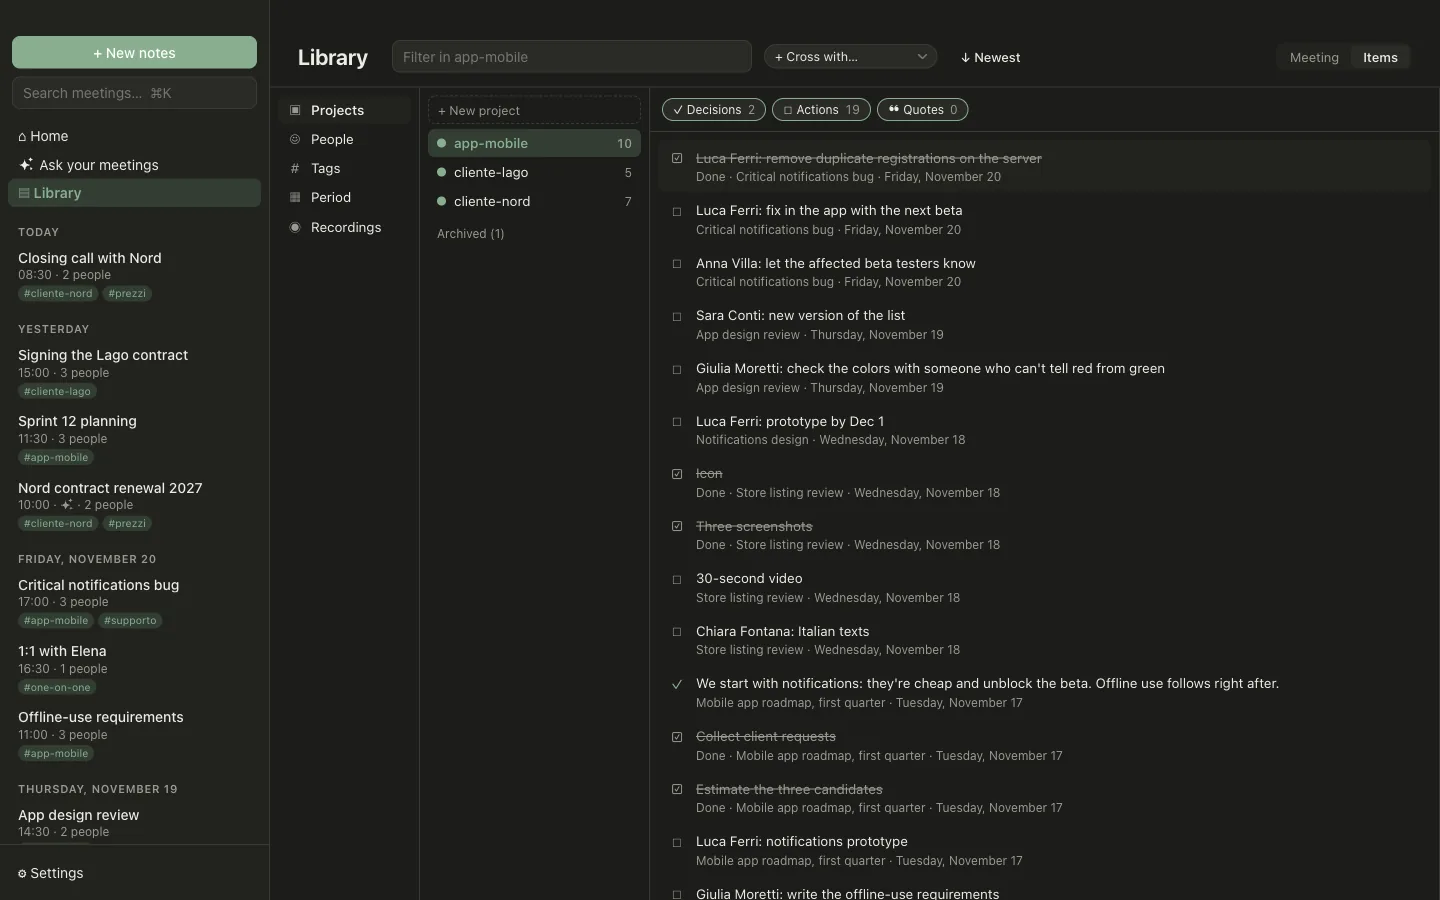 + New notes
Search meetings... ⌘K
Home
Ask your meetings
Library
TODAY
Closing call with Nord
08:30 · 2 people
#cliente-nord #prezzi
YESTERDAY
Signing the Lago contract
15:00 · 3 people
#cliente-lago
Sprint 12 planning
11:30 · 3 people
#app-mobile
Nord contract renewal 2027
10:00 · · 2 people
#cliente-nord #prezzi
FRIDAY, NOVEMBER 20
Critical notifications bug
17:00 · 3 people
#app-mobile #supporto
1:1 with Elena
16:30 · 1 people
#one-on-one
Offline-use requirements
11:00 · 3 people
#app-mobile
THURSDAY, NOVEMBER 19
App design review
14:30 · 2 people
Settings
Library
Filter in app-mobile
+ Cross with...
↓ Newest
Meeting Items
Projects
People
# Tags
Period
Recordings
+ New project
app-mobile 10
cliente-lago 5
cliente-nord 7
Archived (1)
✓ Decisions 2
Actions 19
❝ Quotes 0
Luca Ferri: remove duplicate registrations on the server
Done · Critical notifications bug · Friday, November 20
Luca Ferri: fix in the app with the next beta
Critical notifications bug · Friday, November 20
Anna Villa: let the affected beta testers know
Critical notifications bug · Friday, November 20
Sara Conti: new version of the list
App design review · Thursday, November 19
Giulia Moretti: check the colors with someone who can't tell red from green
App design review · Thursday, November 19
Luca Ferri: prototype by Dec 1
Notifications design · Wednesday, November 18
Icon
Done · Store listing review · Wednesday, November 18
Three screenshots
Done · Store listing review · Wednesday, November 18
30-second video
Store listing review · Wednesday, November 18
Chiara Fontana: Italian texts
Store listing review · Wednesday, November 18
We start with notifications: they're cheap and unblock the beta. Offline use follows right after.
Mobile app roadmap, first quarter · Tuesday, November 17
Collect client requests
Done · Mobile app roadmap, first quarter · Tuesday, November 17
Estimate the three candidates
Done · Mobile app roadmap, first quarter · Tuesday, November 17
Luca Ferri: notifications prototype
Mobile app roadmap, first quarter · Tuesday, November 17
Giulia Moretti: write the offline-use requirements